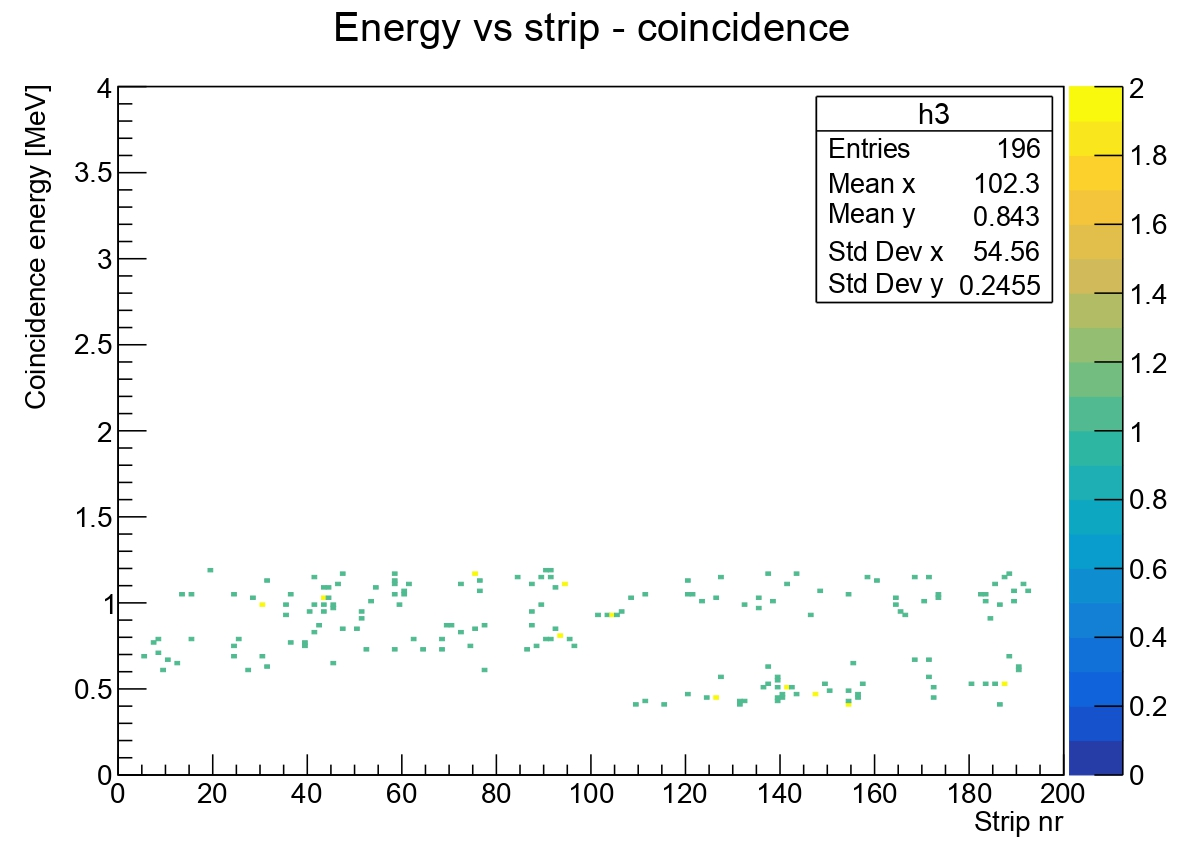 Energy vs strip - coincidence
Coincidence energy [MeV]
4
3.5
3
2.5
2
1.5
1
0.5
0
h3
Entries 196
Mean x 102.3
Mean y 0.843
Std Dev x 54.56
Std Dev y 0.2455
2
1.8
1.6
1.4
1.2
1
0.8
0.6
0.4
0.2
0
0 20 40 60 80 100 120 140 160 180 200
Strip nr